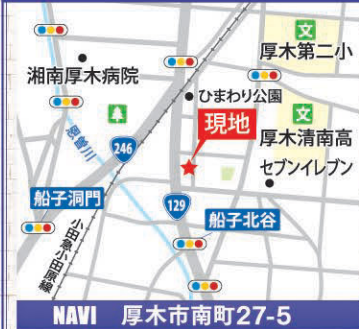 厚木第二小
文
湘南厚木病院
ひまわり公園
文
現地
厚木清南高
246
恩曽川
セブンイレブン
船子洞門
129
船子北谷
小田急小田原線
NAVI 厚木市南町27-5